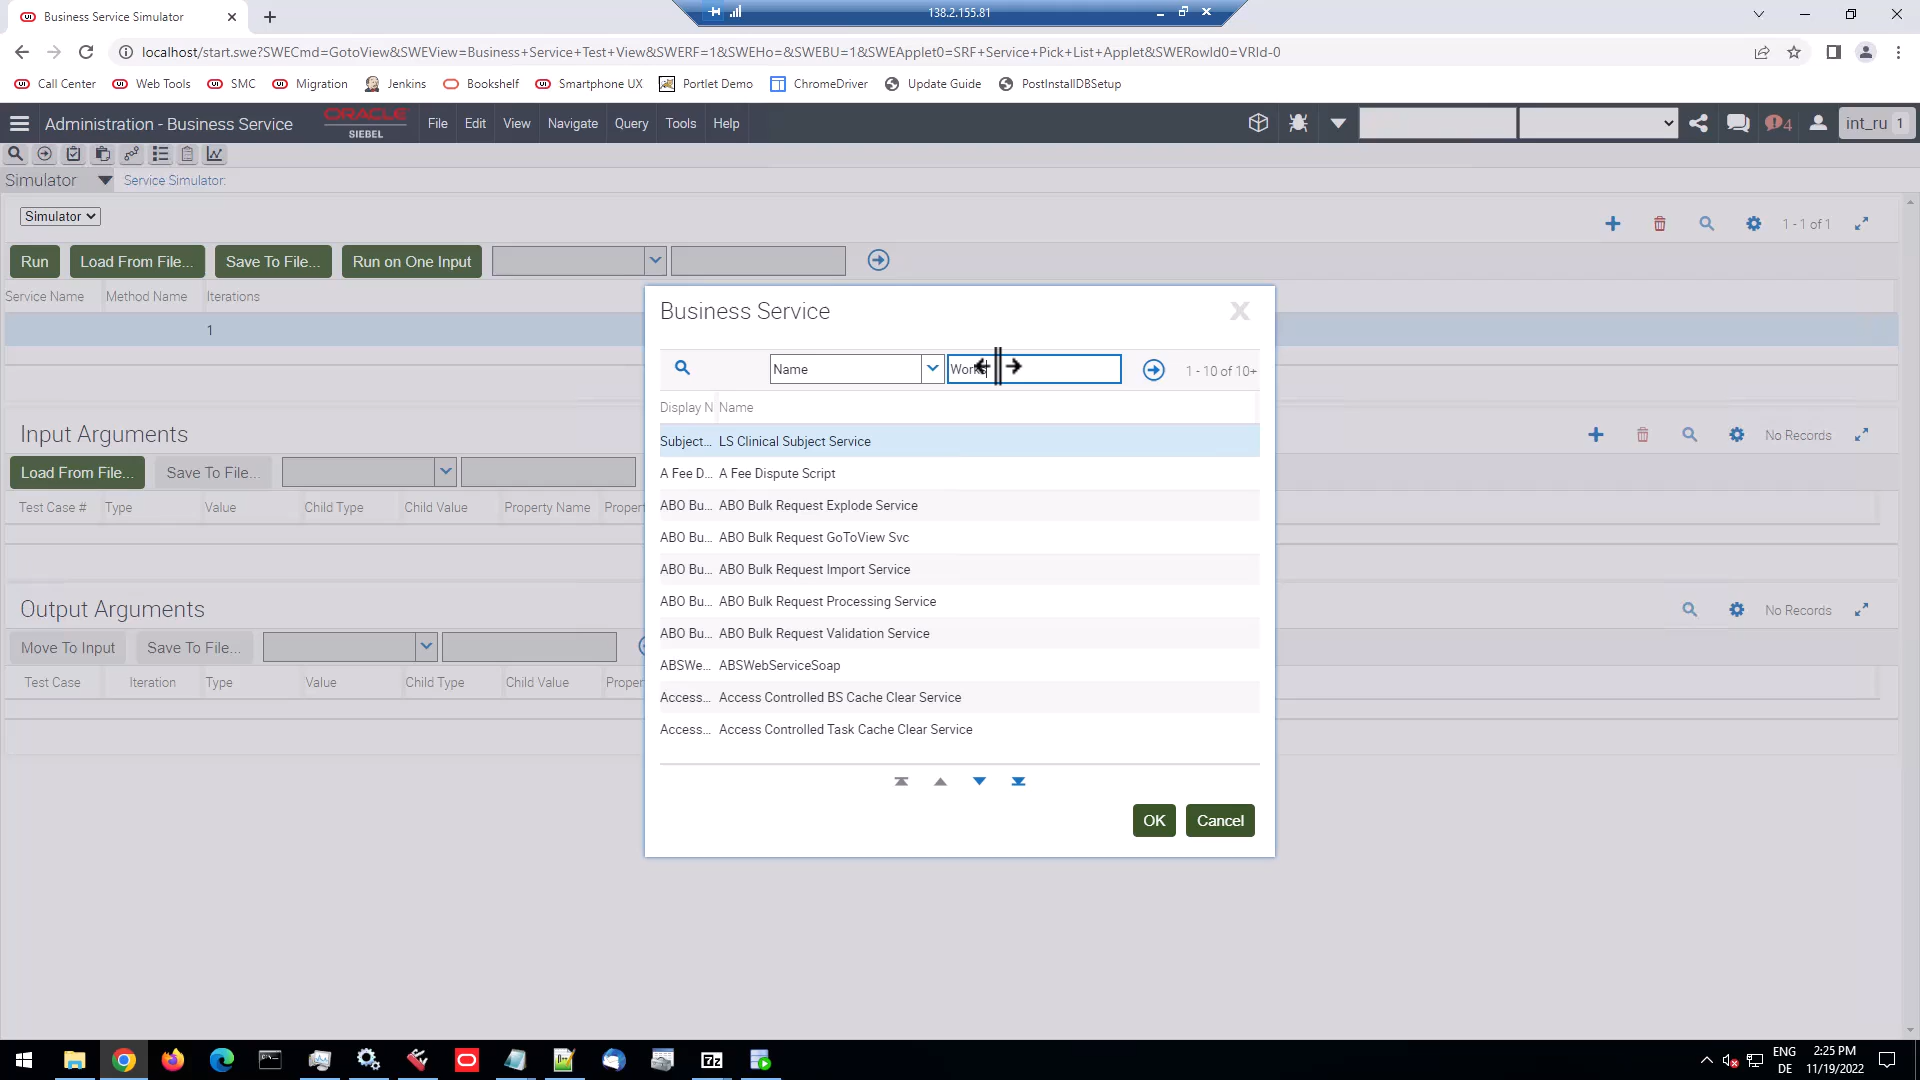 Business Service Simulator
138.2.155.81
localhost/start.swe?SWECmd=GotoView&SWEView=Business+Service+Test+View&SWERF=1&SWEHo=&SWEBU=1&SWEApplet0=SRF+Service+Pick+List+Applet&SWERowId0=VRId-0
Call Center Web Tools SMC Migration Jenkins Bookshelf Smartphone UX Portlet Demo ChromeDriver Update Guide PostInstallDBSetup
Administration - Business Service ORACLE SIEBEL File Edit View Navigate Query Tools Help 4 int_ru 1
Simulator Service Simulator:
Simulator 1 - 1 of 1
Run Load From File... Save To File... Run on One Input
Service Name Method Name Iterations
1
Business Service X
Name Work 1 - 10 of 10+
Display N Name
Subject... LS Clinical Subject Service
A Fee D... A Fee Dispute Script
ABO Bu... ABO Bulk Request Explode Service
ABO Bu... ABO Bulk Request GoToView Svc
ABO Bu... ABO Bulk Request Import Service
ABO Bu... ABO Bulk Request Processing Service
ABO Bu... ABO Bulk Request Validation Service
ABSWe... ABSWebServiceSoap
Access... Access Controlled BS Cache Clear Service
Access... Access Controlled Task Cache Clear Service
OK Cancel
Input Arguments No Records
Load From File... Save To File...
Test Case # Type Value Child Type Child Value Property Name Proper
Output Arguments No Records
Move To Input Save To File...
Test Case Iteration Type Value Child Type Child Value Proper
ENG 2:25 PM
DE 11/19/2022